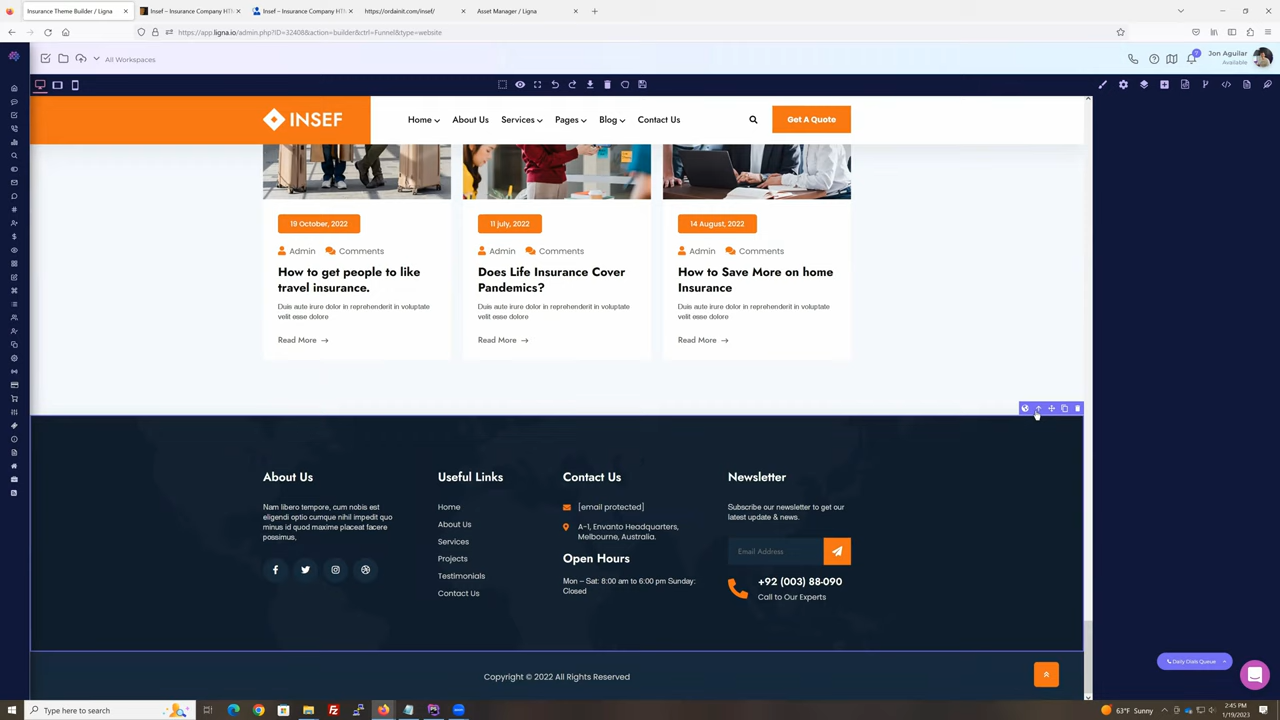 Insurance Theme Builder / Ligna
Insef – Insurance Company HTM
Insef – Insurance Company HTM
https://ordainit.com/insef/
Asset Manager / Ligna
https://app.ligna.io/admin.php?ID=32408&action=builder&ctrl=Funnel&type=website
All Workspaces
7
Jon Aguilar
Available
INSEF
Home
About Us
Services
Pages
Blog
Contact Us
Get A Quote
19 October, 2022
11 july, 2022
14 August, 2022
Admin Comments
Admin Comments
Admin Comments
How to get people to like
travel insurance.
Does Life Insurance Cover
Pandemics?
How to Save More on home
Insurance
Duis aute irure dolor in reprehenderit in voluptate
velit esse dolore
Duis aute irure dolor in reprehenderit in voluptate
velit esse dolore
Duis aute irure dolor in reprehenderit in voluptate
velit esse dolore
Read More
Read More
Read More
About Us
Nam libero tempore, cum nobis est
eligendi optio cumque nihil impedit quo
minus id quod maxime placeat facere
possimus,
Useful Links
Home
About Us
Services
Projects
Testimonials
Contact Us
Contact Us
[email protected]
A-1, Envanto Headquarters,
Melbourne, Australia.
Open Hours
Mon – Sat: 8:00 am to 6:00 pm Sunday:
Closed
Newsletter
Subscribe our newsletter to get our
latest update & news.
Email Address
+92 (003) 88-090
Call to Our Experts
Copyright © 2022 All Rights Reserved
Daily Dials Queue
Type here to search
63°F Sunny
2:45 PM
1/19/2023